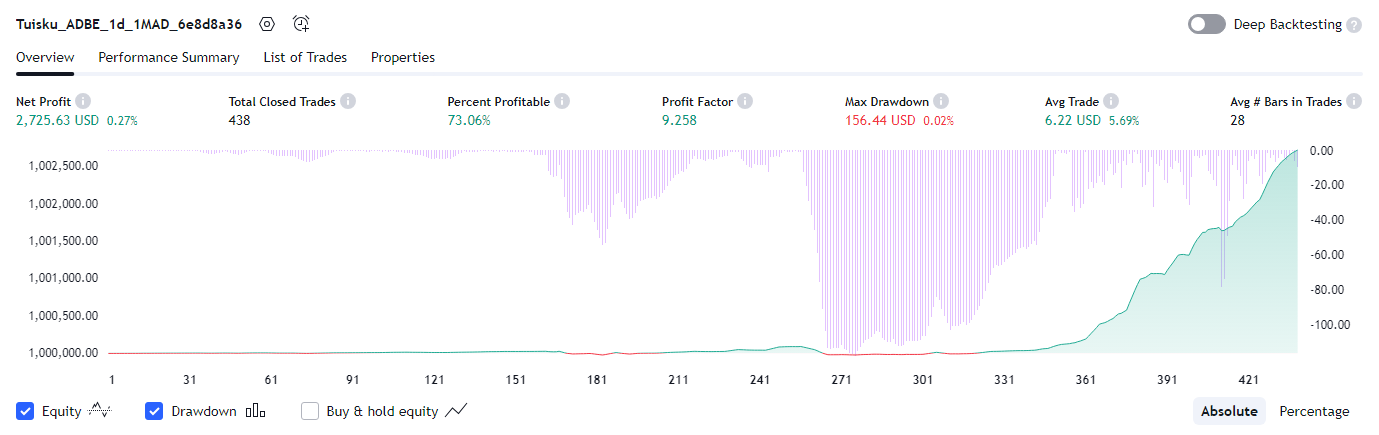 Tuisku_ADBE_1d_1MAD_6e8d8a36 Deep Backtesting ?
Overview Performance Summary List of Trades Properties
Net Profit i Total Closed Trades i Percent Profitable i Profit Factor i Max Drawdown i Avg Trade i Avg # Bars in Trades i
2,725.63 USD 0.27% 438 73.06% 9.258 156.44 USD 0.02% 6.22 USD 5.69% 28
0.00
1,002,500.00
-20.00
1,002,000.00
-40.00
1,001,500.00
-60.00
1,001,000.00
-80.00
1,000,500.00
-100.00
1,000,000.00
1 31 61 91 121 151 181 211 241 271 301 331 361 391 421
Equity Drawdown Buy & hold equity Absolute Percentage